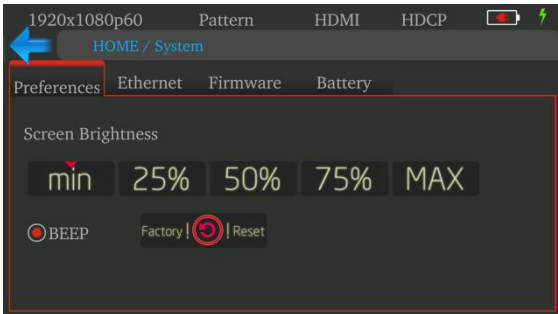 1920x1080p60 Pattern HDMI HDCP
HOME / System
Preferences Ethernet Firmware Battery
Screen Brightness
min 25% 50% 75% MAX
BEEP Factory ! ! Reset